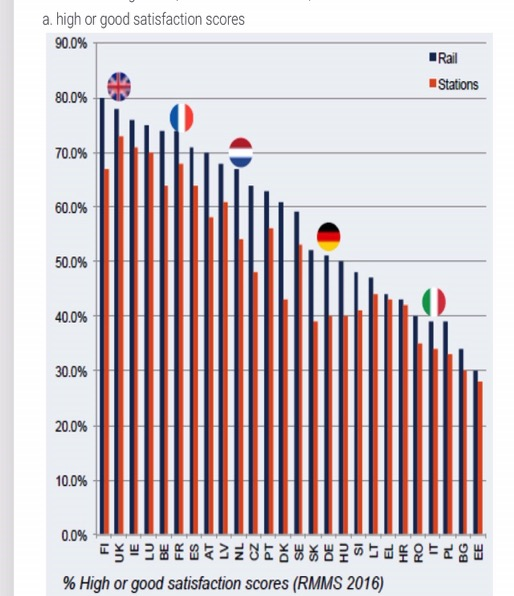 a. high or good satisfaction scores
90.0%
Rail
Stations
80.0%
70.0%
60.0%
50.0%
40.0%
30.0%
20.0%
10.0%
0.0%
FI UK IE LU BE FR ES AT LV NL CZ PT DK SE SK DE HU SI LT EL HR RO IT PL BG EE
% High or good satisfaction scores (RMMS 2016)